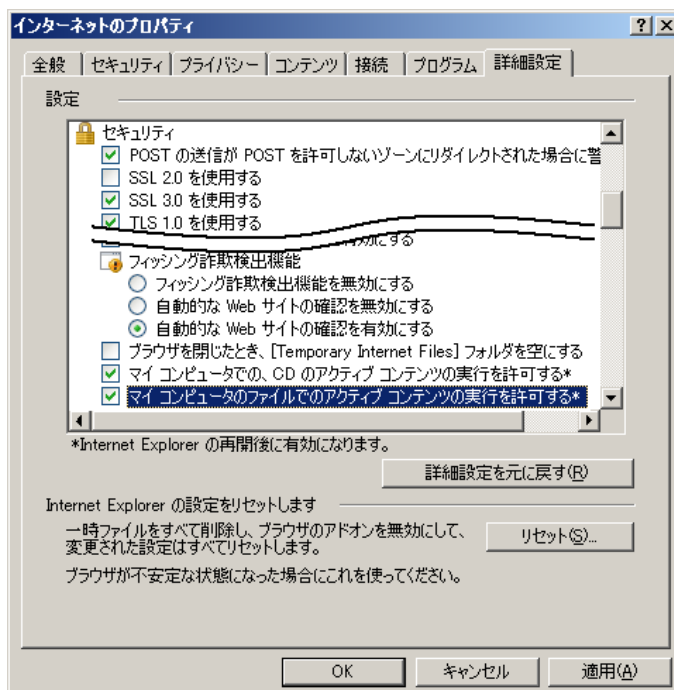 インターネットのプロパティ
全般 セキュリティ プライバシー コンテンツ 接続 プログラム 詳細設定
設定
セキュリティ
POST の送信が POST を許可しないゾーンにリダイレクトされた場合に警
SSL 2.0 を使用する
SSL 3.0 を使用する
TLS 1.0 を使用する
にする
フィッシング詐欺検出機能
フィッシング詐欺検出機能を無効にする
自動的な Web サイトの確認を無効にする
自動的な Web サイトの確認を有効にする
ブラウザを閉じたとき、[Temporary Internet Files] フォルダを空にする
マイ コンピュータでの、CD のアクティブ コンテンツの実行を許可する*
マイ コンピュータのファイルでのアクティブ コンテンツの実行を許可する*
*Internet Explorer の再開後に有効になります。
詳細設定を元に戻す(R)
Internet Explorer の設定をリセットします
一時ファイルをすべて削除し、ブラウザのアドオンを無効にして、
変更された設定はすべてリセットします。
リセット(S)...
ブラウザが不安定な状態になった場合にこれを使ってください。
OK キャンセル 適用(A)